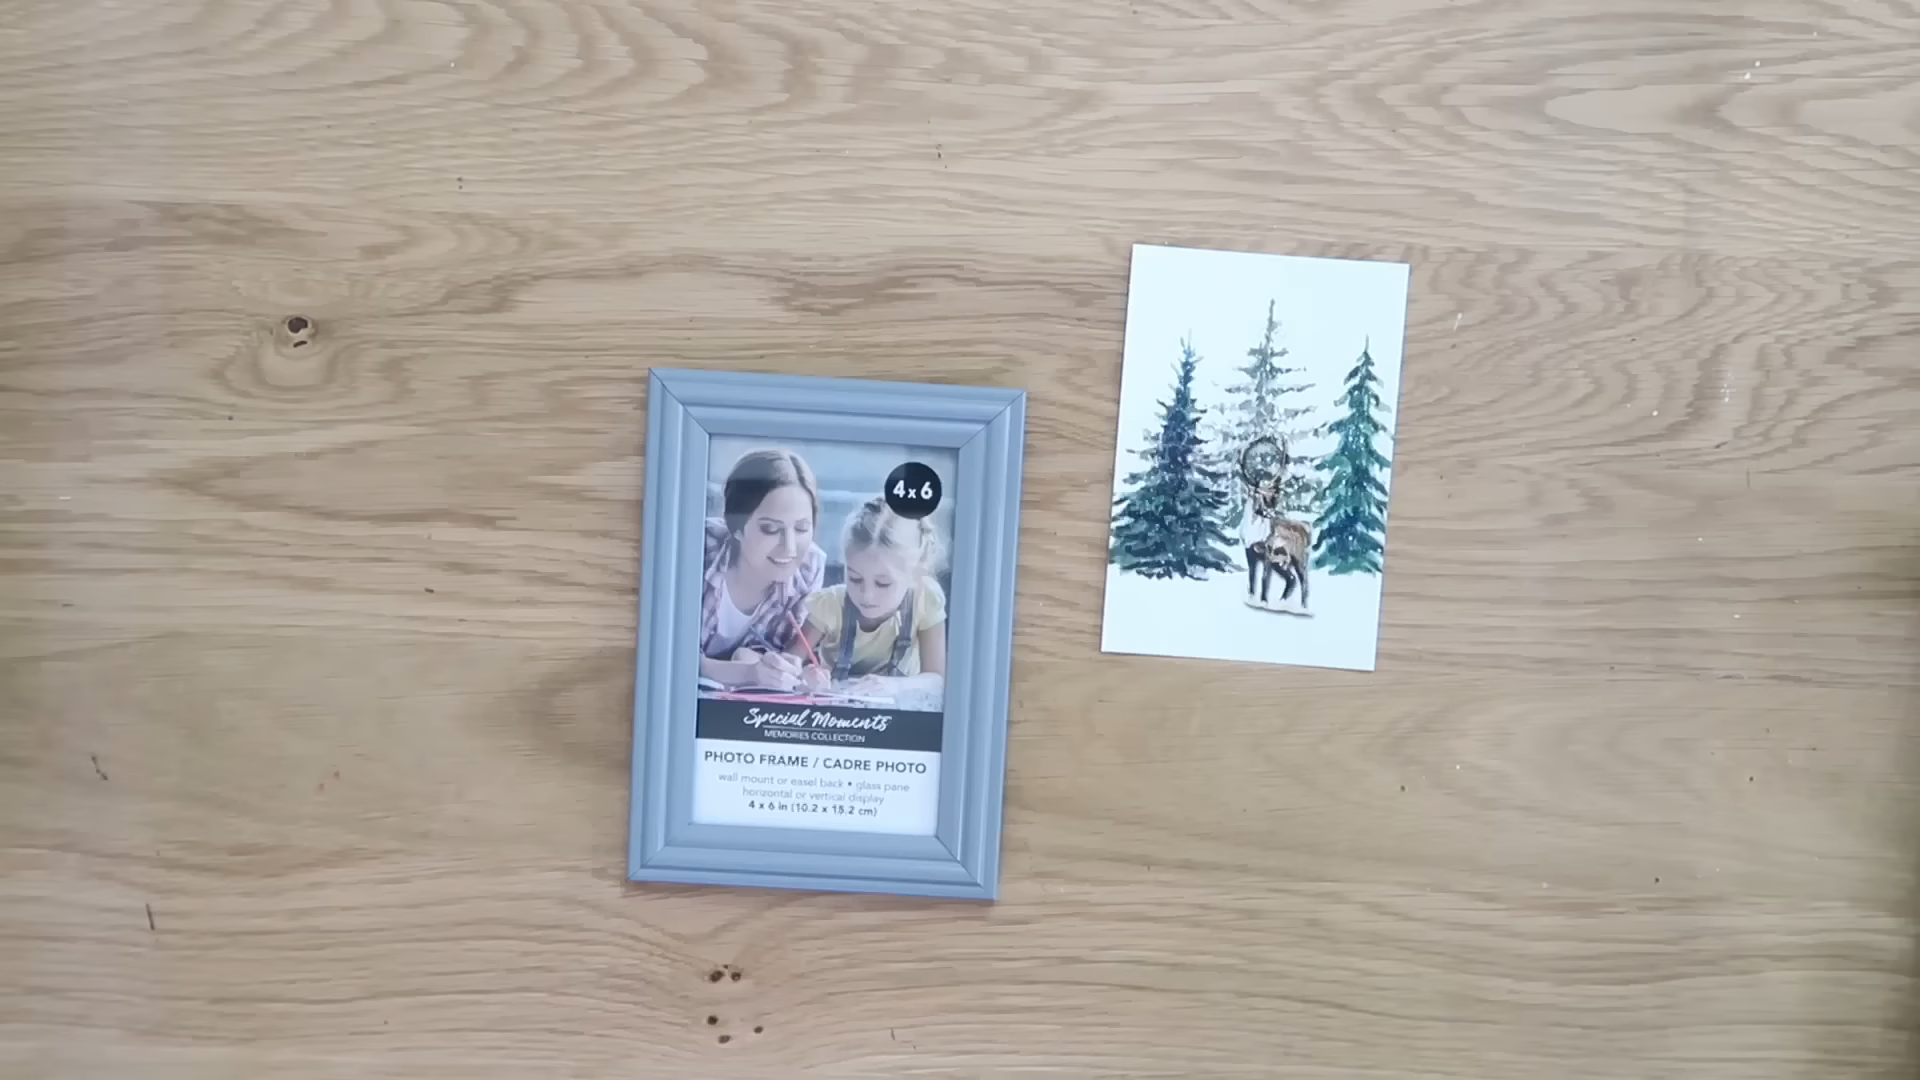 4x6
Special Moments
MEMORIES COLLECTION
PHOTO FRAME / CADRE PHOTO
wall mount or easel back • glass pane
horizontal or vertical display
4 x 6 in (10.2 x 15.2 cm)